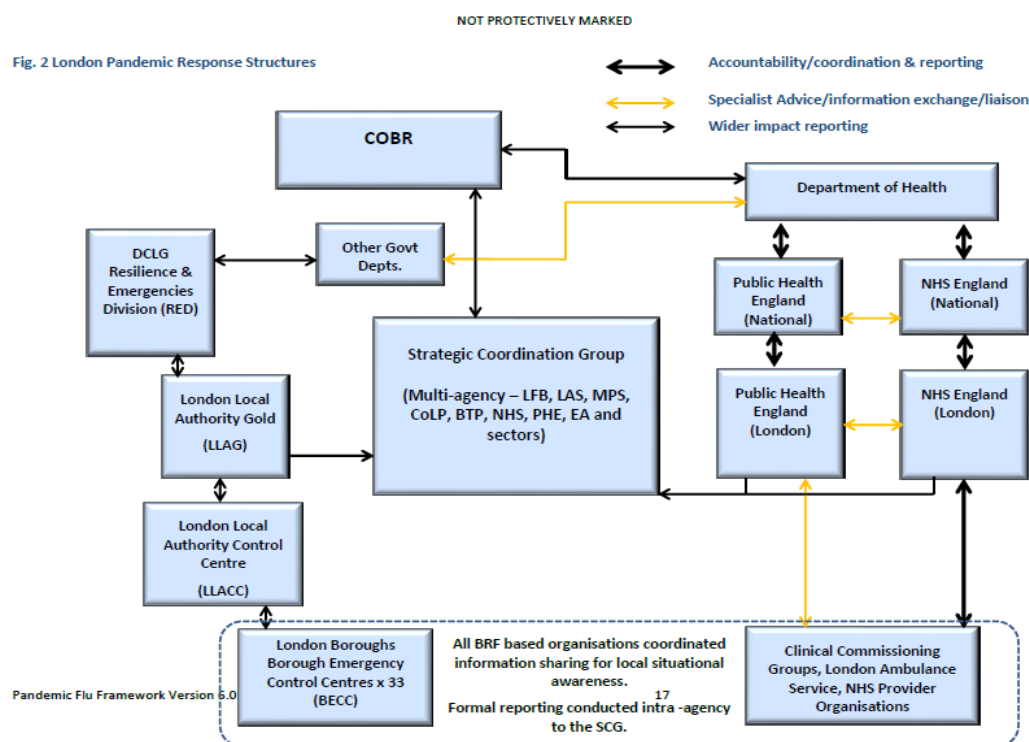 NOT PROTECTIVELY MARKED
Fig. 2 London Pandemic Response Structures
Accountability/coordination & reporting
Specialist Advice/information exchange/liaison
Wider impact reporting
COBR
Department of Health
DCLG
Resilience &
Emergencies
Division (RED)
Other Govt
Depts.
Public Health
England
(National)
NHS England
(National)
Strategic Coordination Group
(Multi-agency – LFB, LAS, MPS,
CoLP, BTP, NHS, PHE, EA and
sectors)
London Local
Authority Gold
(LLAG)
Public Health
England
(London)
NHS England
(London)
London Local
Authority Control
Centre
(LLACC)
London Boroughs
Borough Emergency
Control Centres x 33
(BECC)
All BRF based organisations coordinated
information sharing for local situational
awareness.
Formal reporting conducted intra -agency
to the SCG.
Clinical Commissioning
Groups, London Ambulance
Service, NHS Provider
Organisations
Pandemic Flu Framework Version 6.0
17